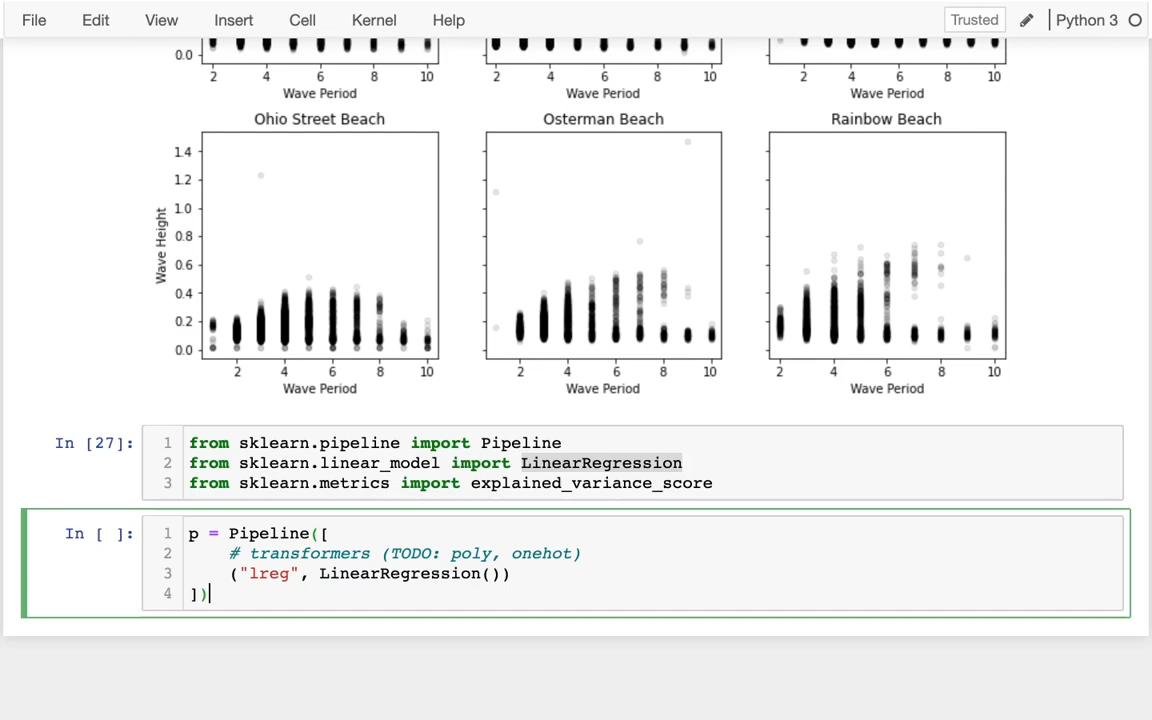 File Edit View Insert Cell Kernel Help Trusted Python 3
0.0
2 4 6 8 10 2 4 6 8 10 2 4 6 8 10
Wave Period Wave Period Wave Period
Ohio Street Beach Osterman Beach Rainbow Beach
1.4
1.2
1.0
0.8
0.6
0.4
0.2
0.0
Wave Height
2 4 6 8 10 2 4 6 8 10 2 4 6 8 10
Wave Period Wave Period Wave Period
In [27]: 1 from sklearn.pipeline import Pipeline
2 from sklearn.linear_model import LinearRegression
3 from sklearn.metrics import explained_variance_score
In [ ]: 1 p = Pipeline([
2 # transformers (TODO: poly, onehot)
3 ("lreg", LinearRegression())
4 ])